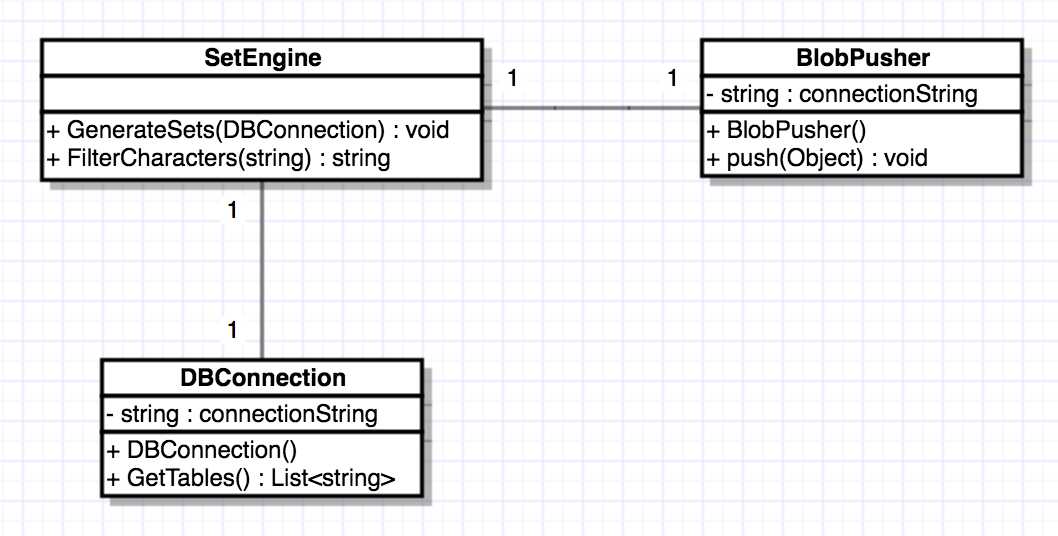 SetEngine
+ GenerateSets(DBConnection) : void
+ FilterCharacters(string) : string
1
1
BlobPusher
- string : connectionString
+ BlobPusher()
+ push(Object) : void
1
1
DBConnection
- string : connectionString
+ DBConnection()
+ GetTables() : List<string>